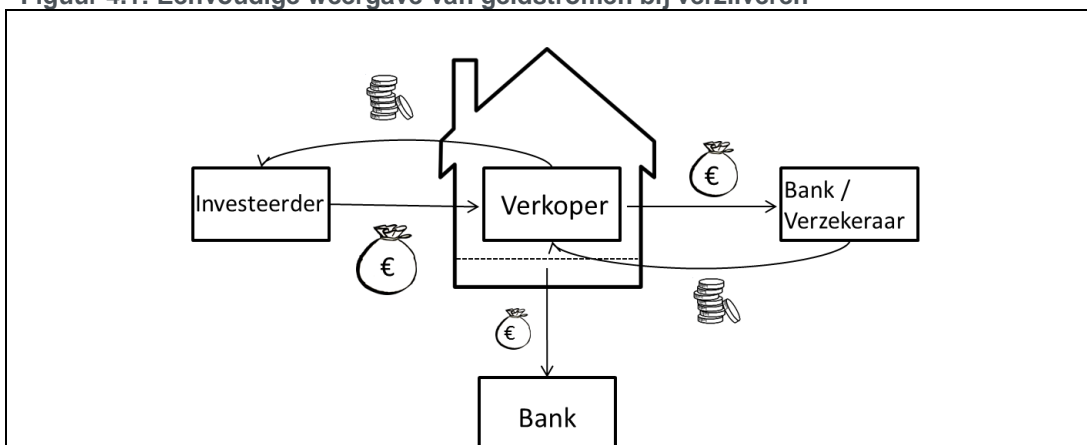 Figuur 4.1: Eenvoudige weergave van geldstromen bij verzilveren
€
Investeerder
Verkoper
Bank /
Verzekeraar
€
€
Bank